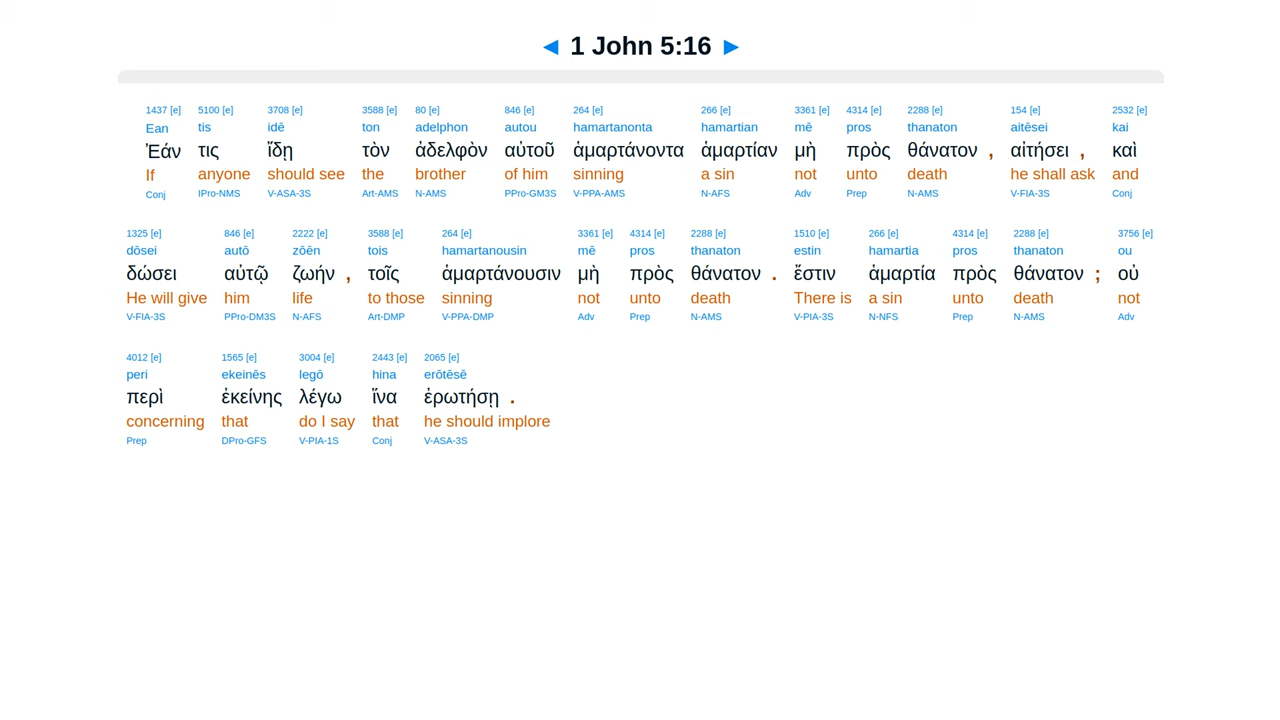 ◄ 1 John 5:16 ►
1437 [e] 5100 [e] 3708 [e] 3588 [e] 80 [e] 846 [e] 264 [e] 266 [e] 3361 [e] 4314 [e] 2288 [e] 154 [e] 2532 [e]
Ean tis idē ton adelphon autou hamartanonta hamartian mē pros thanaton aitēsei kai
Ἐάν τις ἴδῃ τὸν ἀδελφὸν αὐτοῦ ἁμαρτάνοντα ἁμαρτίαν μὴ πρὸς θάνατον , αἰτήσει , καὶ
If anyone should see the brother of him sinning a sin not unto death he shall ask and
Conj IPro-NMS V-ASA-3S Art-AMS N-AMS PPro-GM3S V-PPA-AMS N-AFS Adv Prep N-AMS V-FIA-3S Conj
1325 [e] 846 [e] 2222 [e] 3588 [e] 264 [e] 3361 [e] 4314 [e] 2288 [e] 1510 [e] 266 [e] 4314 [e] 2288 [e] 3756 [e]
dōsei autō zōēn tois hamartanousin mē pros thanaton estin hamartia pros thanaton ou
δώσει αὐτῷ ζωήν , τοῖς ἁμαρτάνουσιν μὴ πρὸς θάνατον . ἔστιν ἁμαρτία πρὸς θάνατον ; οὐ
He will give him life to those sinning not unto death There is a sin unto death not
V-FIA-3S PPro-DM3S N-AFS Art-DMP V-PPA-DMP Adv Prep N-AMS V-PIA-3S N-NFS Prep N-AMS Adv
4012 [e] 1565 [e] 3004 [e] 2443 [e] 2065 [e]
peri ekeinēs legō hina erōtēsē
περὶ ἐκείνης λέγω ἵνα ἐρωτήσῃ .
concerning that do I say that he should implore
Prep DPro-GFS V-PIA-1S Conj V-ASA-3S